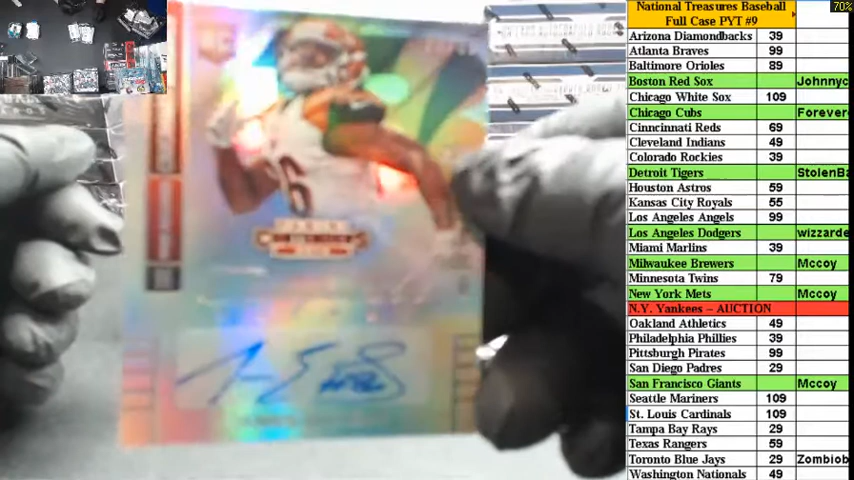 70%
National Treasures Baseball
Full Case PYT #9
Arizona Diamondbacks 39
Atlanta Braves 99
Baltimore Orioles 89
Boston Red Sox Johnnyc
Chicago White Sox 109
Chicago Cubs Forever
Cinncinnati Reds 69
Cleveland Indians 49
Colorado Rockies 39
Detroit Tigers StolenBa
Houston Astros 59
Kansas City Royals 55
Los Angeles Angels 99
Los Angeles Dodgers wizzarde
Miami Marlins 39
Milwaukee Brewers Mccoy
Minnesota Twins 79
New York Mets Mccoy
N.Y. Yankees – AUCTION
Oakland Athletics 49
Philadelphia Phillies 39
Pittsburgh Pirates 99
San Diego Padres 29
San Francisco Giants Mccoy
Seattle Mariners 109
St. Louis Cardinals 109
Tampa Bay Rays 29
Texas Rangers 59
Toronto Blue Jays 29 Zombiob
Washington Nationals 49
Contenders